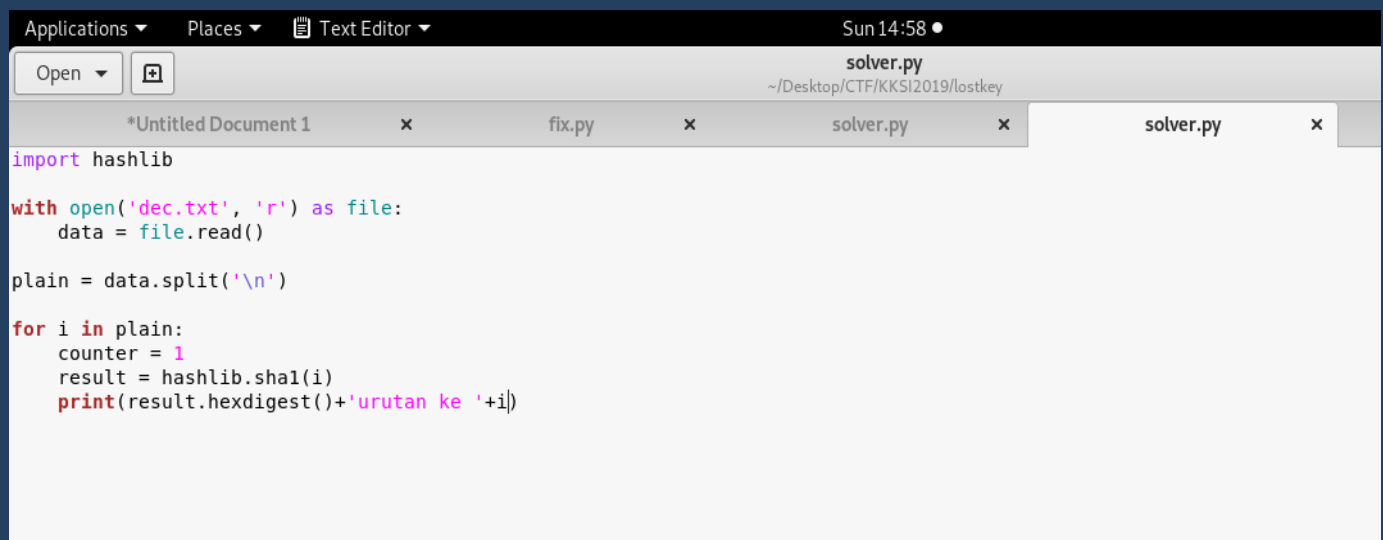 Applications Places Text Editor Sun 14:58
Open solver.py
~/Desktop/CTF/KKSI2019/lostkey
*Untitled Document 1 × fix.py × solver.py × solver.py ×
import hashlib
with open('dec.txt', 'r') as file:
    data = file.read()
plain = data.split('\n')
for i in plain:
    counter = 1
    result = hashlib.sha1(i)
    print(result.hexdigest()+'urutan ke '+i)